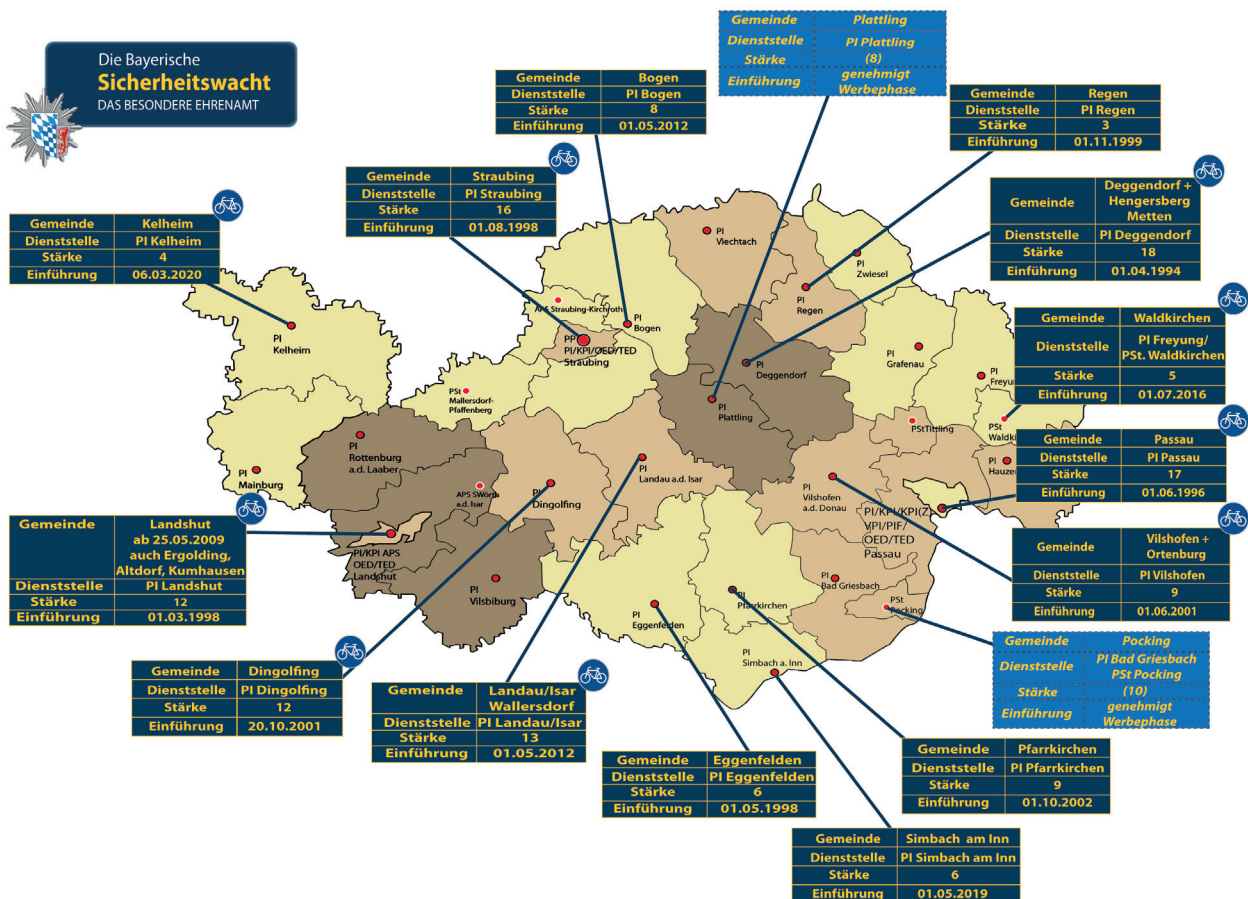 Die Bayerische
Sicherheitswacht
DAS BESONDERE EHRENAMT
Gemeinde Plattling
Dienststelle PI Plattling
Stärke (8)
Einführung genehmigt
Werbephase
Gemeinde Bogen
Dienststelle PI Bogen
Stärke 8
Einführung 01.05.2012
Gemeinde Regen
Dienststelle PI Regen
Stärke 3
Einführung 01.11.1999
Gemeinde Straubing
Dienststelle PI Straubing
Stärke 16
Einführung 01.08.1998
Gemeinde Deggendorf +
Hengersberg
Metten
Dienststelle PI Deggendorf
Stärke 18
Einführung 01.04.1994
Gemeinde Kelheim
Dienststelle PI Kelheim
Stärke 4
Einführung 06.03.2020
Gemeinde Waldkirchen
Dienststelle PI Freyung/
PSt. Waldkirchen
Stärke 5
Einführung 01.07.2016
Gemeinde Passau
Dienststelle PI Passau
Stärke 17
Einführung 01.06.1996
Gemeinde Vilshofen +
Ortenburg
Dienststelle PI Vilshofen
Stärke 9
Einführung 01.06.2001
Gemeinde Pocking
Dienststelle PI Bad Griesbach
PSt Pocking
Stärke (10)
Einführung genehmigt
Werbephase
Gemeinde Landshut
ab 25.05.2009
auch Ergolding,
Altdorf, Kumhausen
Dienststelle PI Landshut
Stärke 12
Einführung 01.03.1998
Gemeinde Dingolfing
Dienststelle PI Dingolfing
Stärke 12
Einführung 20.10.2001
Gemeinde Landau/Isar
Wallersdorf
Dienststelle PI Landau/Isar
Stärke 13
Einführung 01.05.2012
Gemeinde Eggenfelden
Dienststelle PI Eggenfelden
Stärke 6
Einführung 01.05.1998
Gemeinde Pfarrkirchen
Dienststelle PI Pfarrkirchen
Stärke 9
Einführung 01.10.2002
Gemeinde Simbach am Inn
Dienststelle PI Simbach am Inn
Stärke 6
Einführung 01.05.2019
PI
Viechtach
PI
Zwiesel
PI
Regen
APS Straubing-Kirchroth
PI
Bogen
PP
PI/KPI/OED/TED
Straubing
PI
Kelheim
PI
Grafenau
PI
Deggendorf
PI
Freyung
PSt
Mallersdorf-
Pfaffenberg
PI
Plattling
PSt Tittling
PSt
PI
Rottenburg
a.d. Laaber
PI
Mainburg
PI
Landau a.d. Isar
PI
PI
Vilshofen
a.d. Donau
APS SWörth
a.d. Isar
PI
Dingolfing
PI/KPI/KPI(Z)
VPI/PIF/
OED/TED
Passau
PI/KPI APS
OED/TED
Landshut
PI
Vilsbiburg
PI
Bad Griesbach
PI
Pfarrkirchen
PSt
Pocking
PI
Eggenfelden
PI
Simbach a. Inn